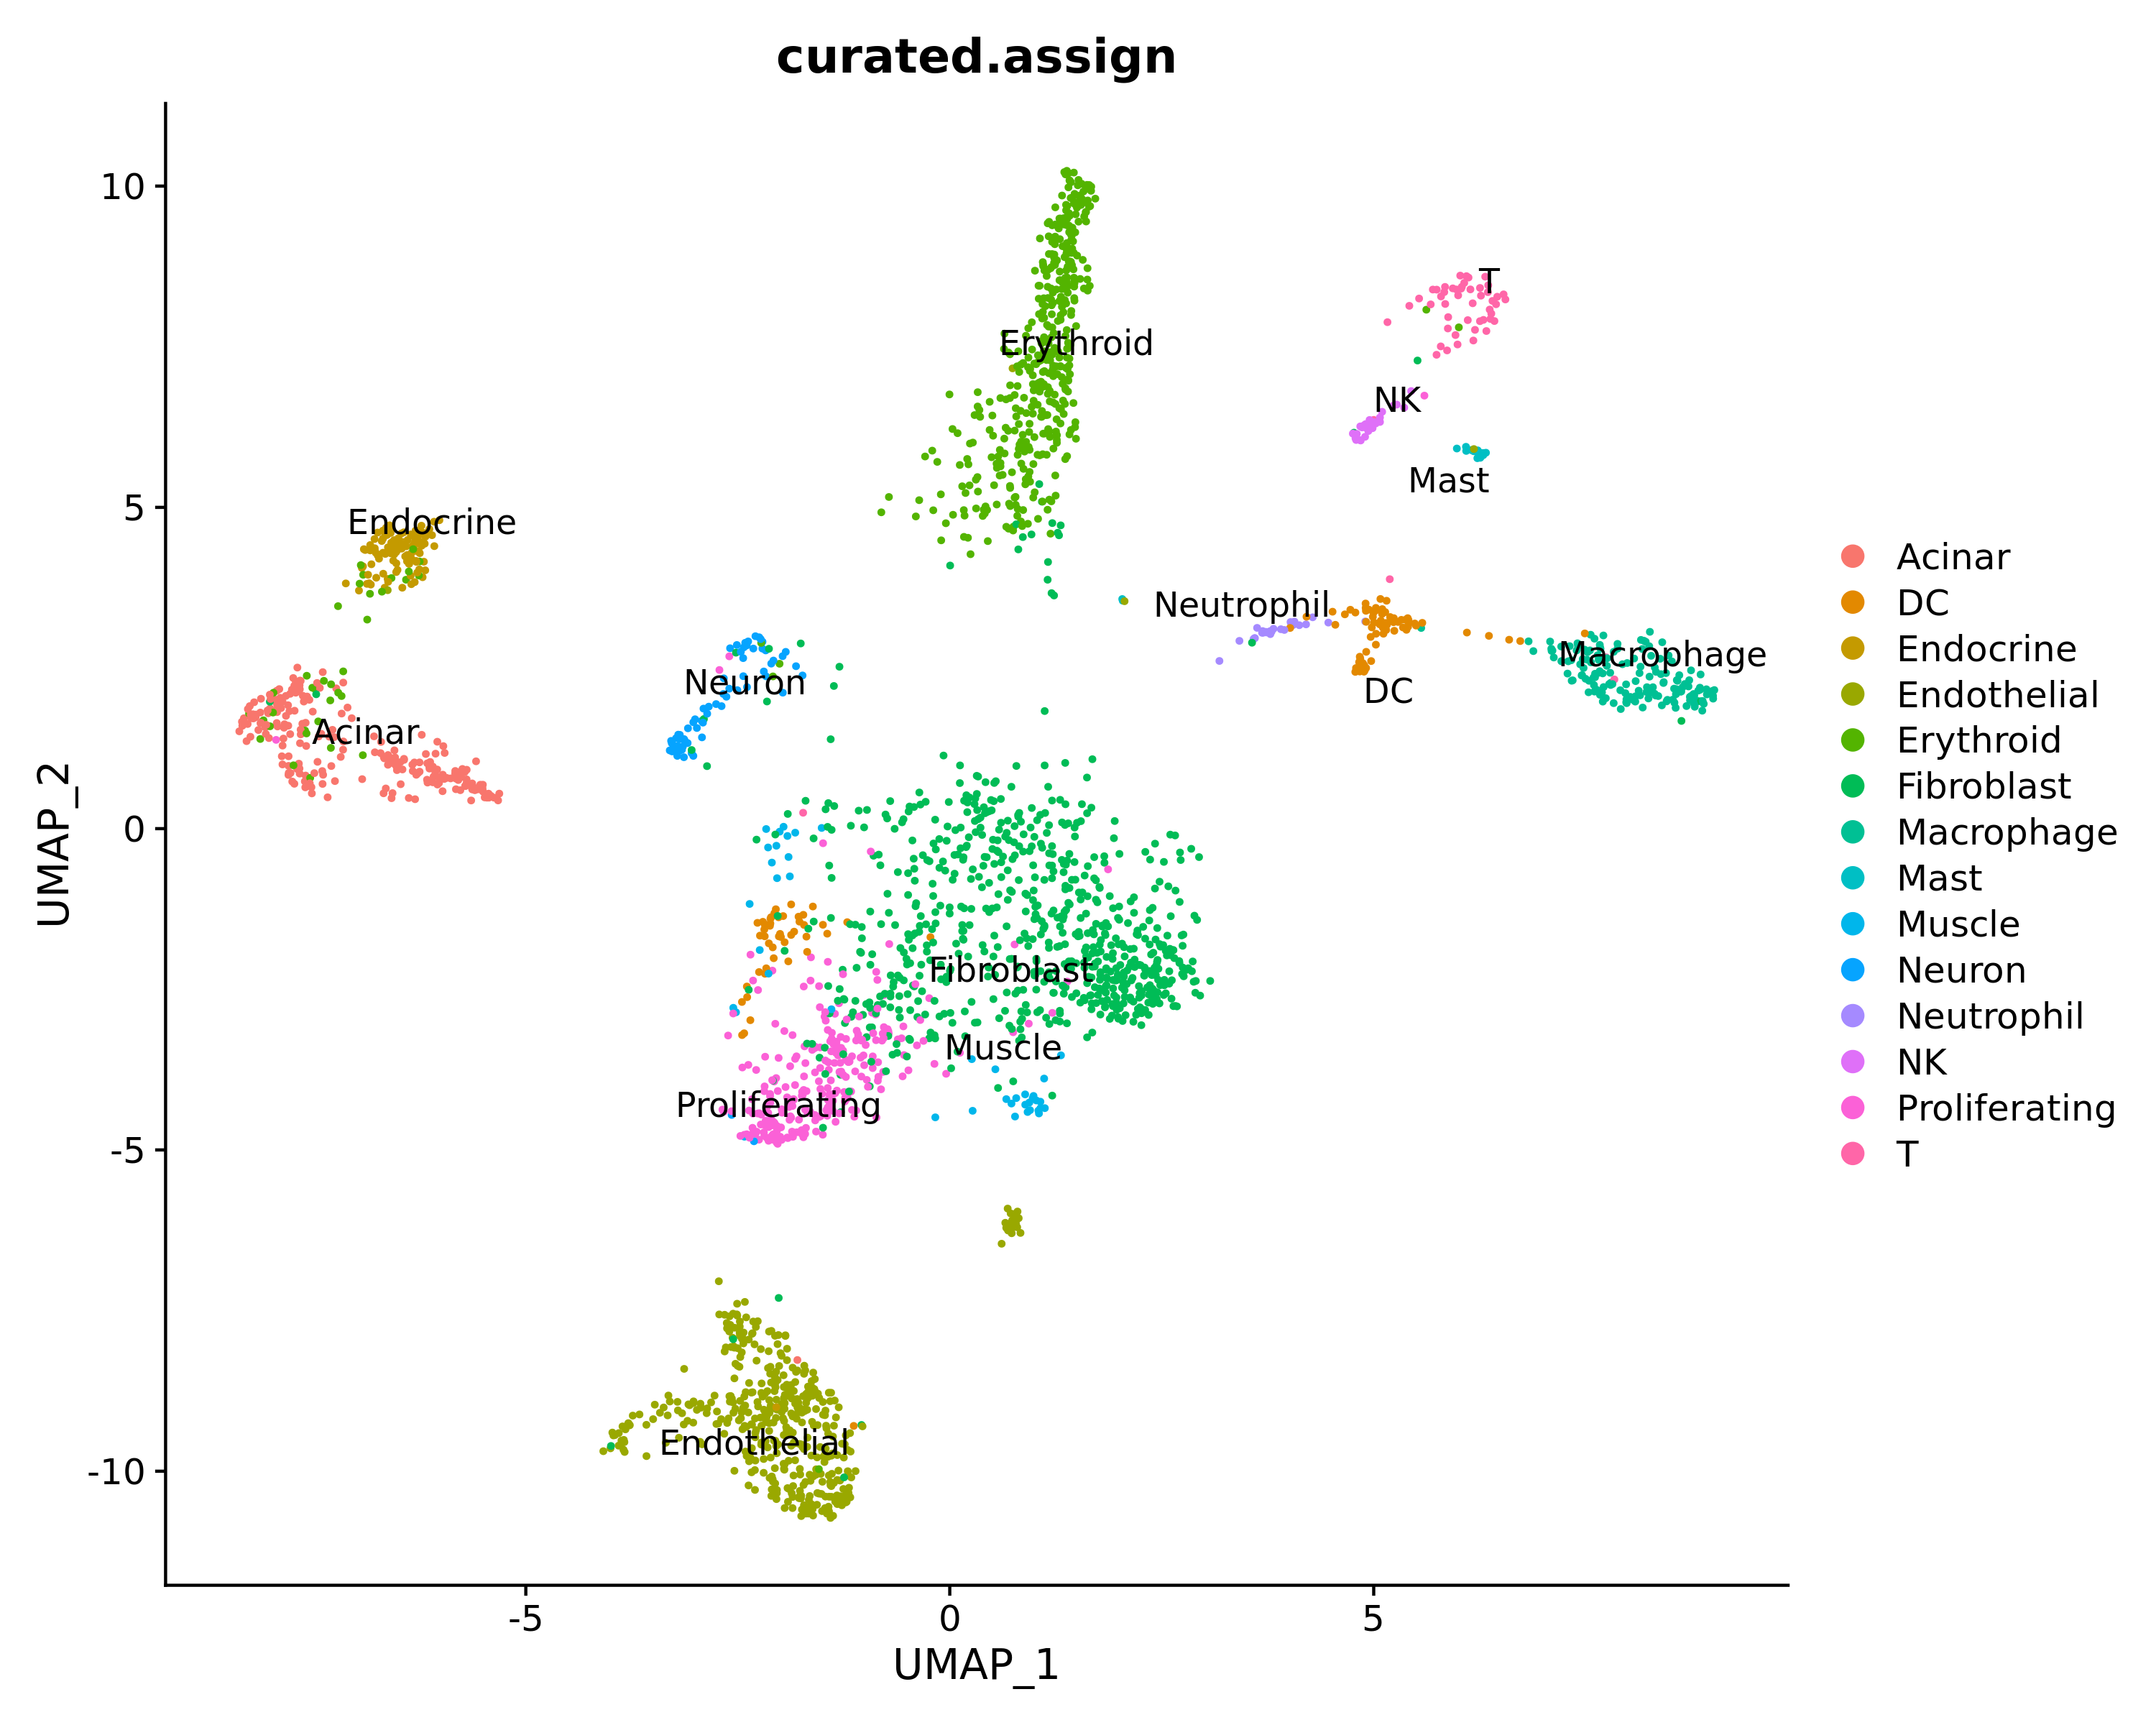 curated.assign
10
5
0
-5
-10
UMAP_2
-5
0
5
UMAP_1
Erythroid
T
NK
Mast
Endocrine
Neutrophil
Macrophage
Neuron
DC
Acinar
Fibroblast
Muscle
Proliferating
Endothelial
Acinar
DC
Endocrine
Endothelial
Erythroid
Fibroblast
Macrophage
Mast
Muscle
Neuron
Neutrophil
NK
Proliferating
T